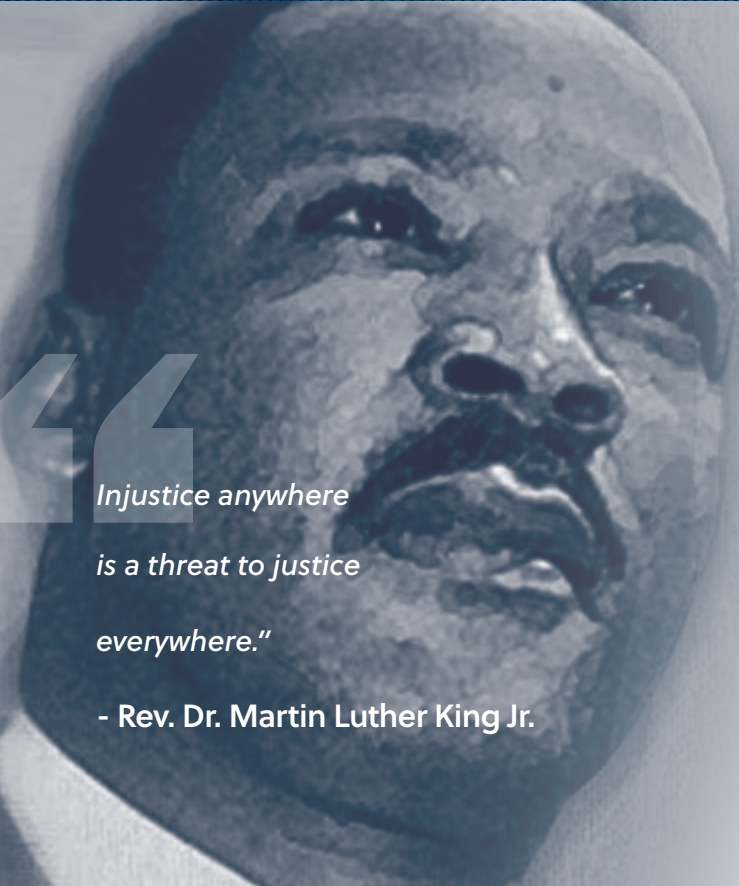 “
Injustice anywhere
is a threat to justice
everywhere.”
- Rev. Dr. Martin Luther King Jr.